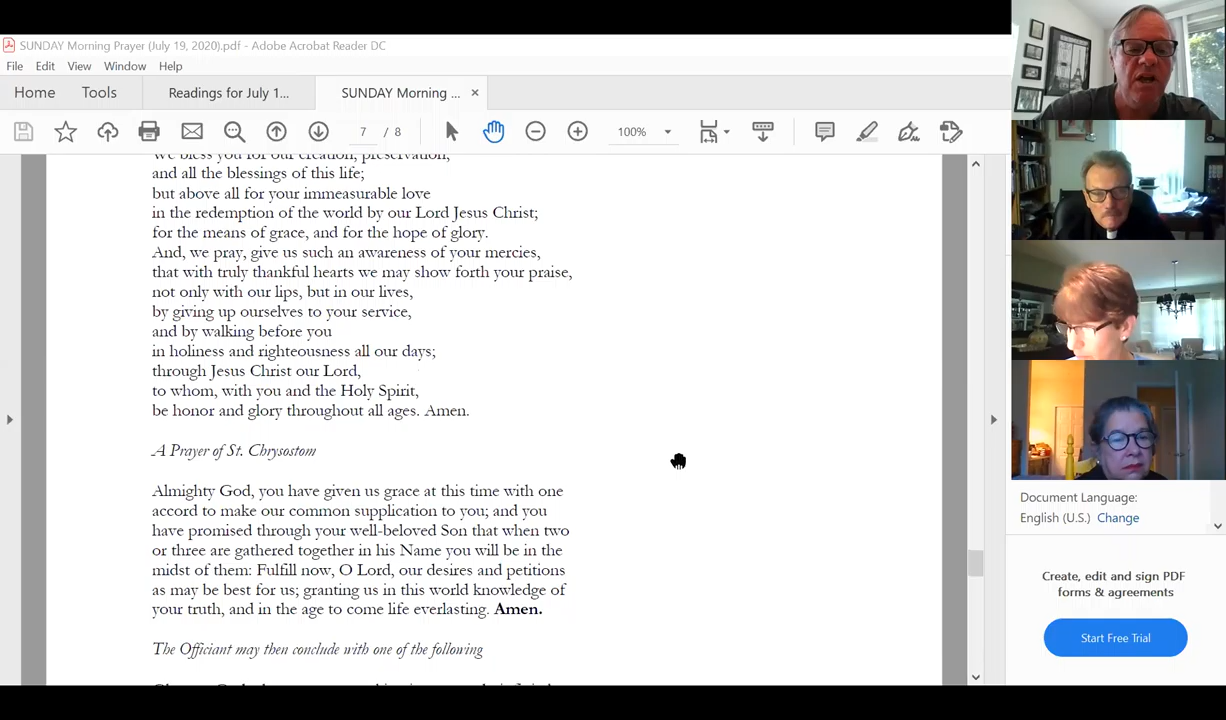 SUNDAY Morning Prayer (July 19, 2020).pdf - Adobe Acrobat Reader DC
File Edit View Window Help
Home Tools Readings for July 1... SUNDAY Morning ... ×
7 / 8 100%
We bless you for our creation, preservation,
and all the blessings of this life;
but above all for your immeasurable love
in the redemption of the world by our Lord Jesus Christ;
for the means of grace, and for the hope of glory.
And, we pray, give us such an awareness of your mercies,
that with truly thankful hearts we may show forth your praise,
not only with our lips, but in our lives,
by giving up ourselves to your service,
and by walking before you
in holiness and righteousness all our days;
through Jesus Christ our Lord,
to whom, with you and the Holy Spirit,
be honor and glory throughout all ages. Amen.
A Prayer of St. Chrysostom
Almighty God, you have given us grace at this time with one
accord to make our common supplication to you; and you
have promised through your well-beloved Son that when two
or three are gathered together in his Name you will be in the
midst of them: Fulfill now, O Lord, our desires and petitions
as may be best for us; granting us in this world knowledge of
your truth, and in the age to come life everlasting. Amen.
The Officiant may then conclude with one of the following
Document Language:
English (U.S.) Change
Create, edit and sign PDF
forms & agreements
Start Free Trial